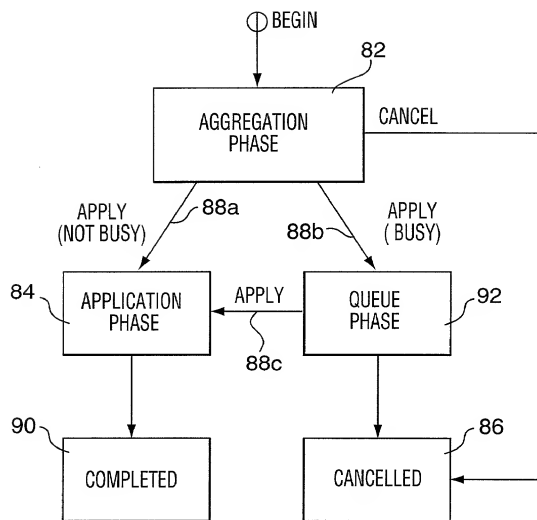 BEGIN
82
AGGREGATION
PHASE
CANCEL
APPLY
(NOT BUSY)
88a
88b
APPLY
( BUSY)
84
APPLICATION
PHASE
APPLY
88c
QUEUE
PHASE
92
90
COMPLETED
86
CANCELLED